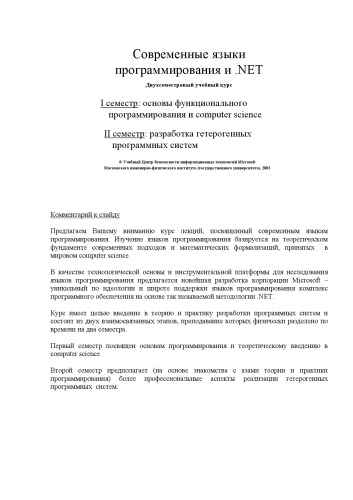 Современные языки
программирования и .NET
Двухсеместровый учебный курс
I семестр: основы функционального
программирования и computer science
II семестр: разработка гетерогенных
программных систем
® Учебный Центр безопасности информационных технологий Microsoft
Московского инженерно-физического института (государственного университета), 2003
Комментарий к слайду
Предлагаем Вашему вниманию курс лекций, посвященный современным языкам
программирования. Изучение языков программирования базируется на теоретическом
фундаменте современных подходов и математических формализаций, принятых в
мировом computer science.
В качестве технологической основы и инструментальной платформы для исследования
языков программирования предлагается новейшая разработка корпорации Microsoft –
уникальный по идеологии и широте поддержки языков программирования комплекс
программного обеспечения на основе так называемой методологии .NET.
Курс имеет целью введение в теорию и практику разработки программных систем и
состоит из двух взаимосвязанных этапов, преподавание которых физически разделено по
времени на два семестра.
Первый семестр посвящен основам программирования и теоретическому введению в
computer science.
Второй семестр предполагает (на основе знакомства с азами теории и практики
программирования) более профессиональные аспекты реализации гетерогенных
программных систем.